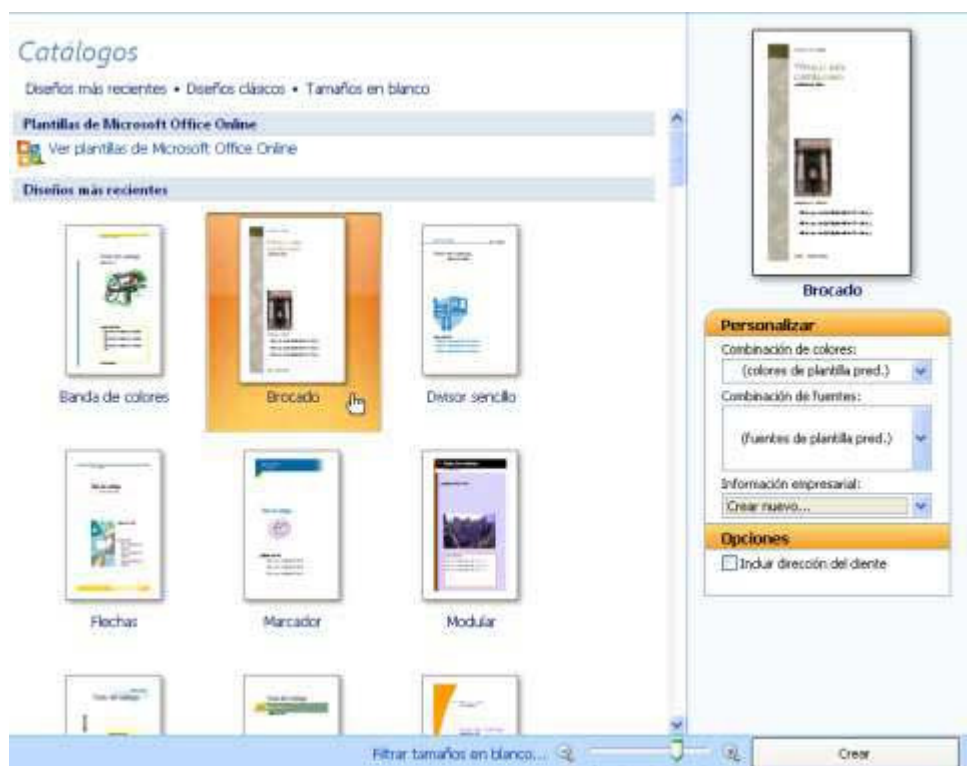 Catálogos
Diseños más recientes • Diseños clásicos • Tamaños en blanco
Plantillas de Microsoft Office Online
Ver plantillas de Microsoft Office Online
Diseños más recientes
Banda de colores
Brocado
Divisor sencillo
Flechas
Marcador
Modular
Filtrar tamaños en blanco...
Brocado
Personalizar
Combinación de colores:
(colores de plantilla pred.)
Combinación de fuentes:
(fuentes de plantilla pred.)
Información empresarial:
Crear nuevo...
Opciones
Incluir dirección del cliente
Crear